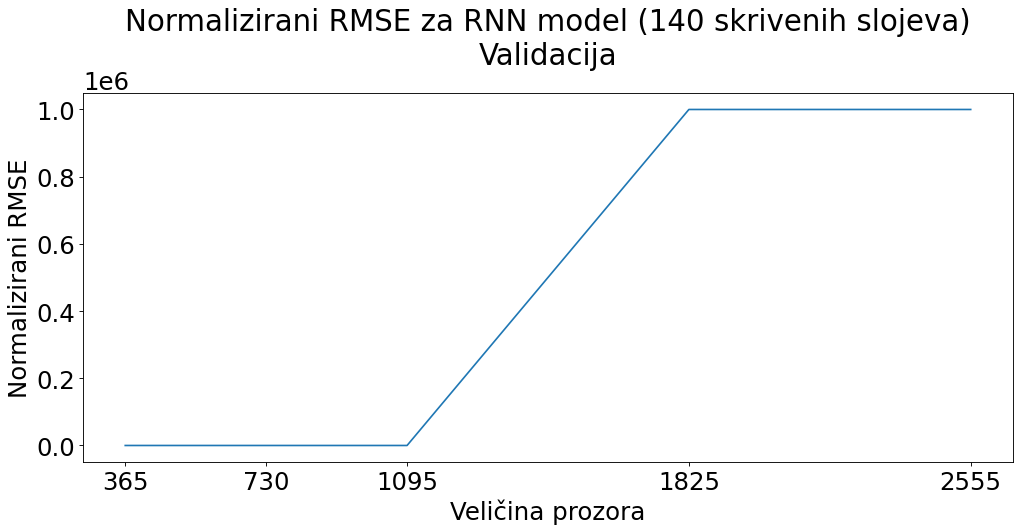 Normalizirani RMSE za RNN model (140 skrivenih slojeva)
Validacija
1e6
1.0
0.8
0.6
0.4
0.2
0.0
Normalizirani RMSE
365 730 1095 1825 2555
Veličina prozora